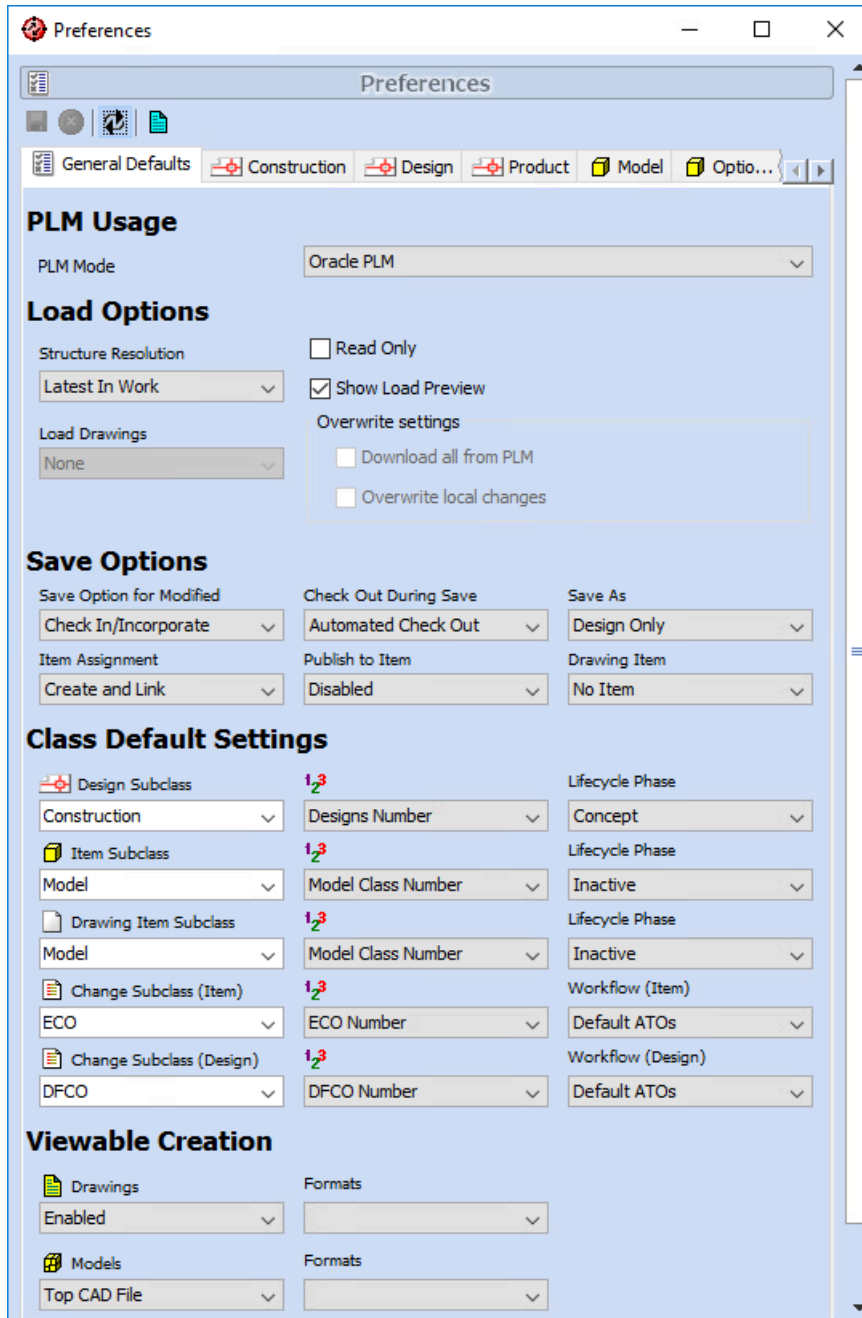 Preferences
Preferences
General Defaults Construction Design Product Model Optio...
PLM Usage
PLM Mode Oracle PLM
Load Options
Structure Resolution Read Only
Latest In Work Show Load Preview
Load Drawings Overwrite settings
None Download all from PLM
Overwrite local changes
Save Options
Save Option for Modified Check Out During Save Save As
Check In/Incorporate Automated Check Out Design Only
Item Assignment Publish to Item Drawing Item
Create and Link Disabled No Item
Class Default Settings
Design Subclass 123 Lifecycle Phase
Construction Designs Number Concept
Item Subclass 123 Lifecycle Phase
Model Model Class Number Inactive
Drawing Item Subclass 123 Lifecycle Phase
Model Model Class Number Inactive
Change Subclass (Item) 123 Workflow (Item)
ECO ECO Number Default ATOs
Change Subclass (Design) 123 Workflow (Design)
DFCO DFCO Number Default ATOs
Viewable Creation
Drawings Formats
Enabled
Models Formats
Top CAD File